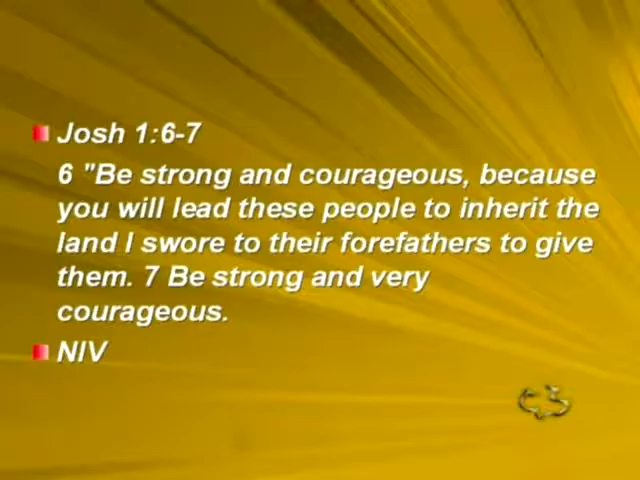 Josh 1:6-7
6 "Be strong and courageous, because
you will lead these people to inherit the
land I swore to their forefathers to give
them. 7 Be strong and very
courageous.
NIV